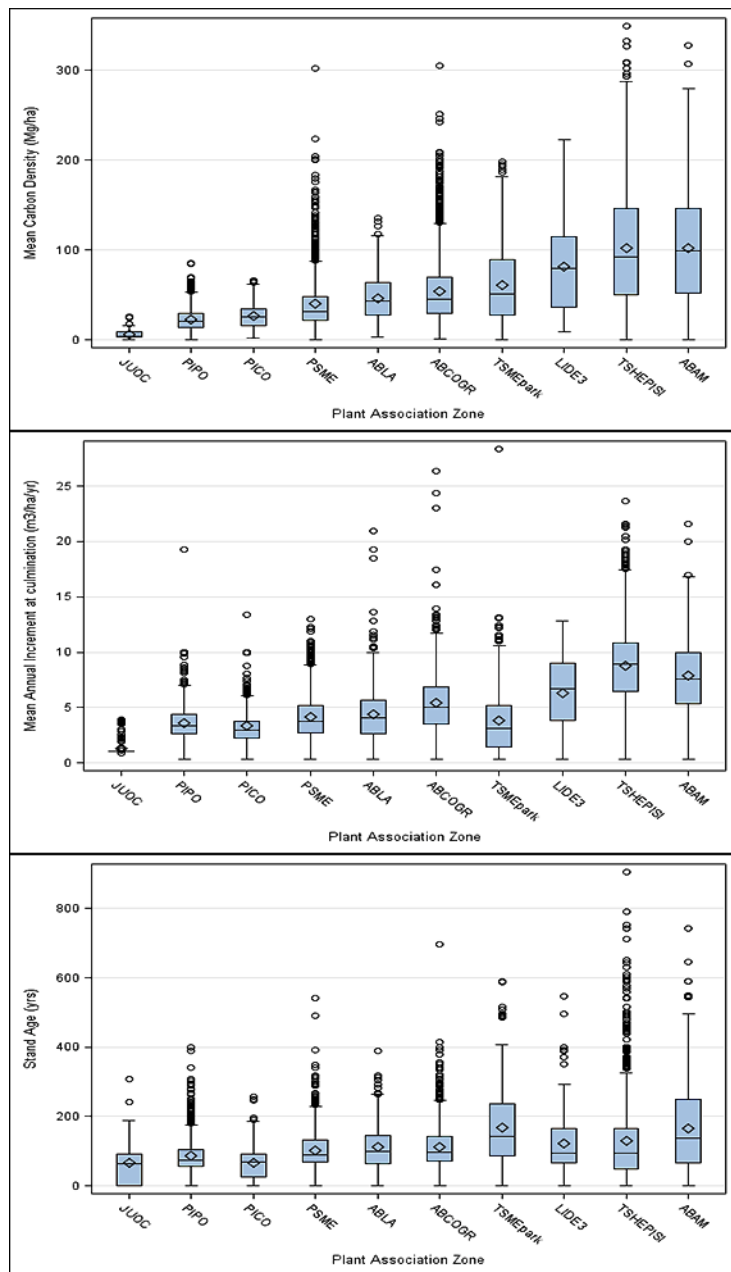 Mean Carbon Density (Mg/ha)
300
200
100
0
JUOC
PIPO
PICO
PSME
ABLA
ABCOGR
TSMEpark
LIDE3
TSHEPISI
ABAM
Plant Association Zone
Mean Annual Increment at culmination (m3/ha/yr)
25
20
15
10
5
0
JUOC
PIPO
PICO
PSME
ABLA
ABCOGR
TSMEpark
LIDE3
TSHEPISI
ABAM
Plant Association Zone
Stand Age (yrs)
800
600
400
200
0
JUOC
PIPO
PICO
PSME
ABLA
ABCOGR
TSMEpark
LIDE3
TSHEPISI
ABAM
Plant Association Zone